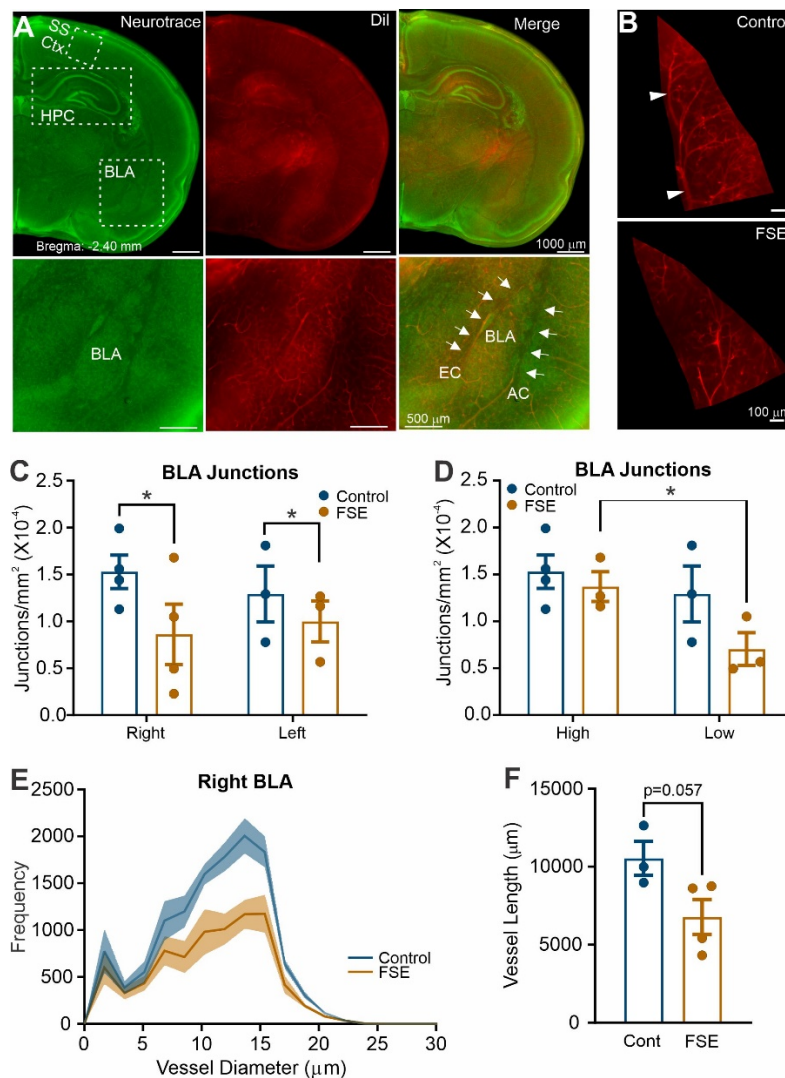 A
Neurotrace
DiI
Merge
SS
Ctx
HPC
BLA
Bregma: -2.40 mm
1000 μm
BLA
BLA
EC
AC
500 μm
B
Control
FSE
100 μm
C
BLA Junctions
Control
FSE
*
*
Junctions/mm² (X10⁻⁴)
2.5
2.0
1.5
1.0
0.5
0.0
Right
Left
D
BLA Junctions
Control
FSE
*
Junctions/mm² (X10⁻⁴)
2.5
2.0
1.5
1.0
0.5
0.0
High
Low
E
Right BLA
Frequency
2500
2000
1500
1000
500
0
Control
FSE
0 5 10 15 20 25 30
Vessel Diameter (μm)
F
p=0.057
Vessel Length (μm)
15000
10000
5000
0
Cont
FSE